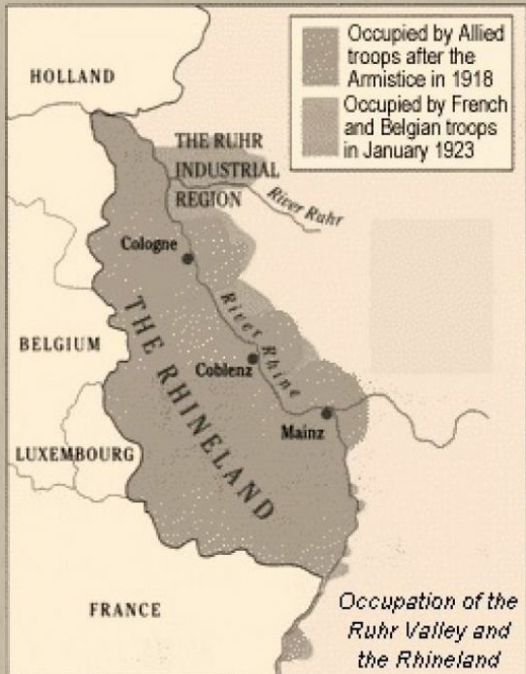 Occupied by Allied
troops after the
Armistice in 1918
Occupied by French
and Belgian troops
in January 1923
HOLLAND
THE RUHR
INDUSTRIAL
REGION
River Ruhr
Cologne
River Rhine
BELGIUM
THE RHINELAND
Coblenz
Mainz
LUXEMBOURG
FRANCE
Occupation of the
Ruhr Valley and
the Rhineland